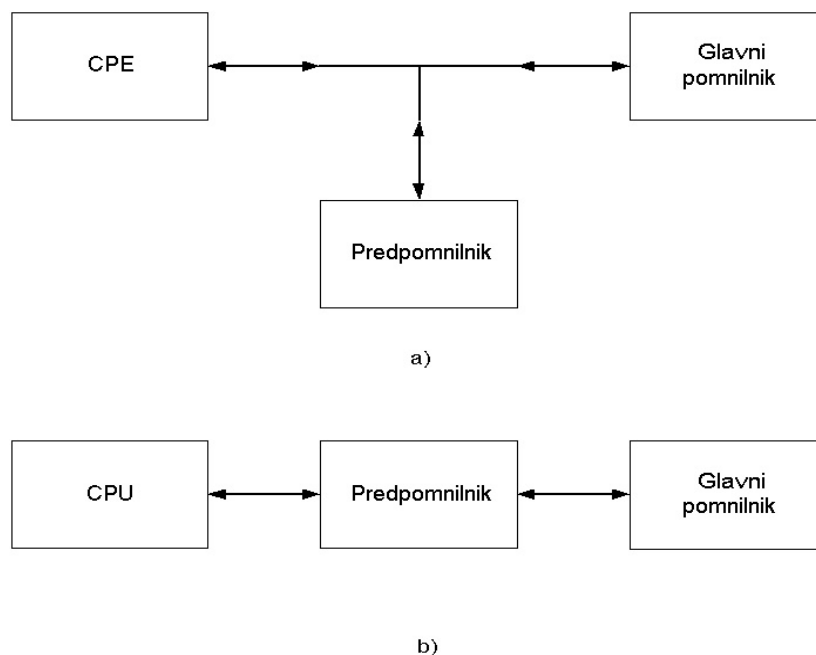 CPE
Glavni
pomnilnik
Predpomnilnik
a)
CPU
Predpomnilnik
Glavni
pomnilnik
b)